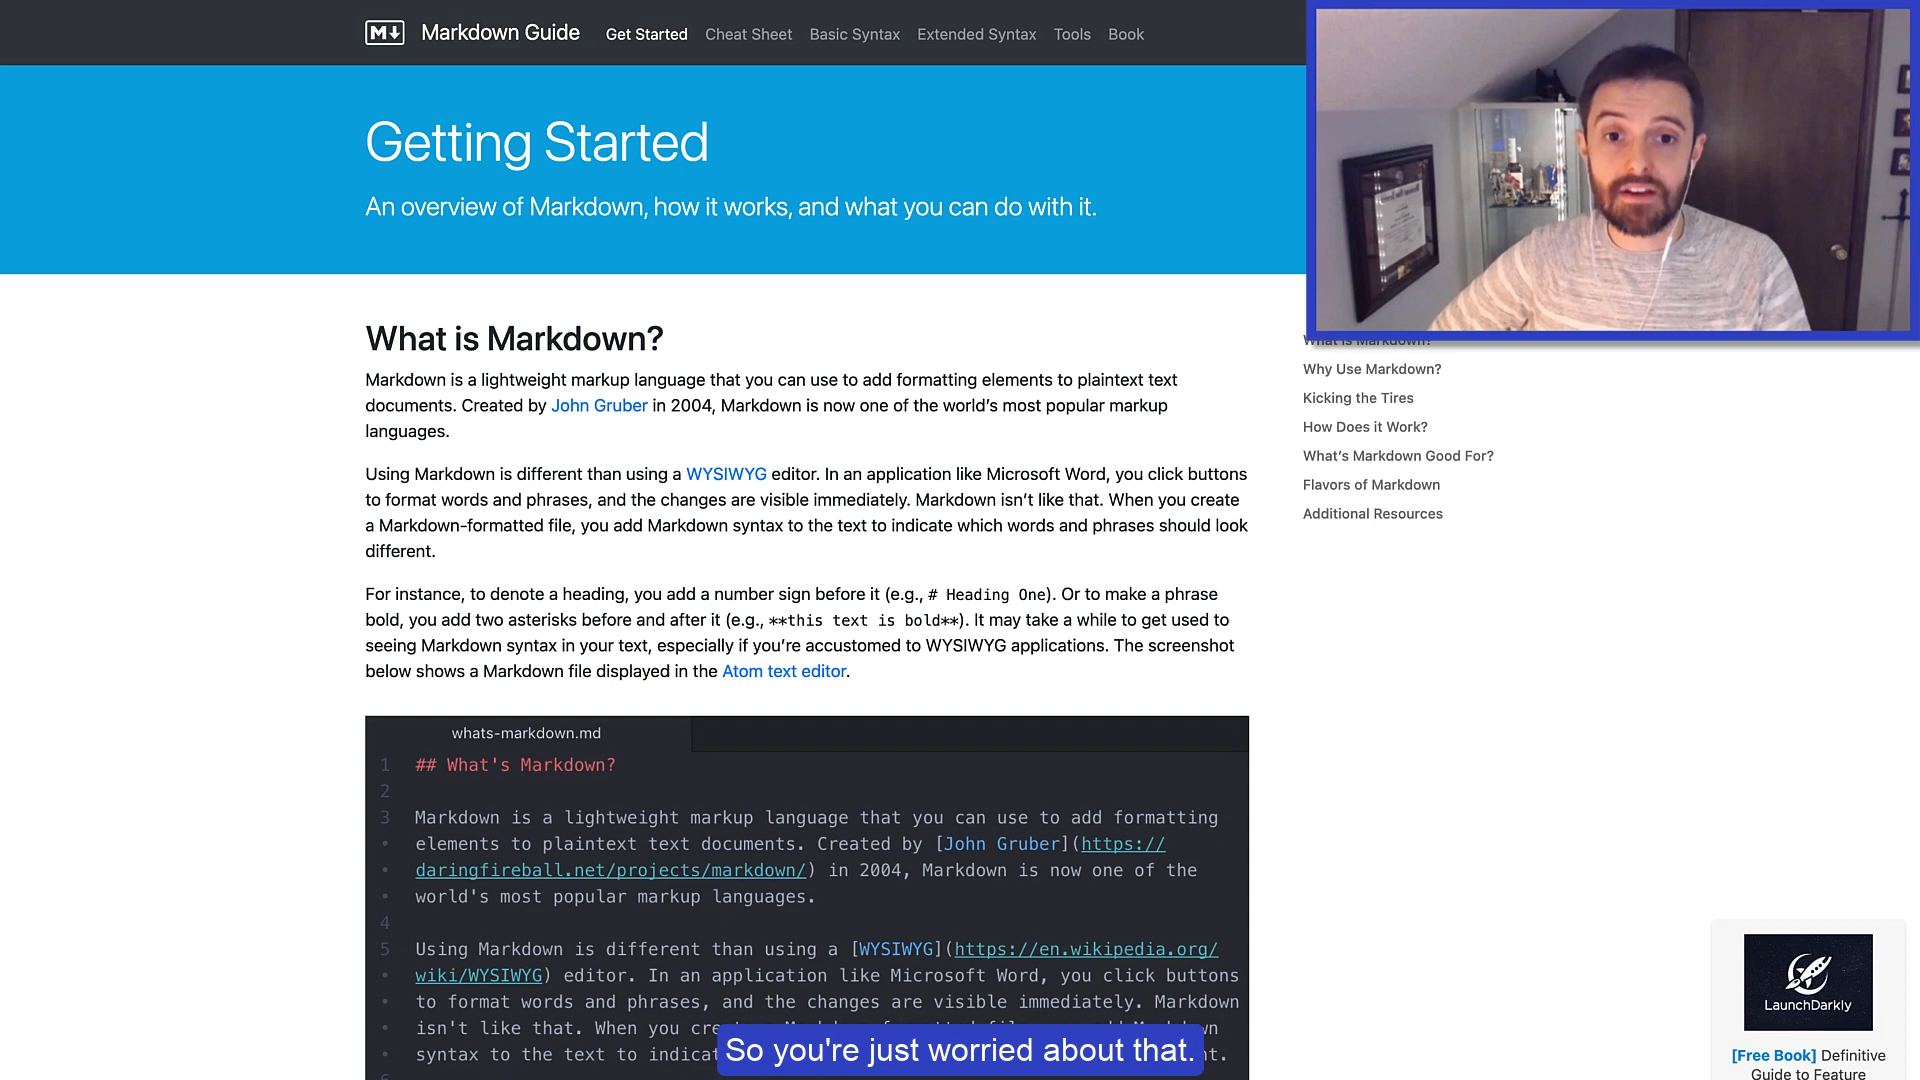 Markdown Guide Get Started Cheat Sheet Basic Syntax Extended Syntax Tools Book
Getting Started
An overview of Markdown, how it works, and what you can do with it.
What is Markdown?
Markdown is a lightweight markup language that you can use to add formatting elements to plaintext text
documents. Created by John Gruber in 2004, Markdown is now one of the world’s most popular markup
languages.
Using Markdown is different than using a WYSIWYG editor. In an application like Microsoft Word, you click buttons
to format words and phrases, and the changes are visible immediately. Markdown isn’t like that. When you create
a Markdown-formatted file, you add Markdown syntax to the text to indicate which words and phrases should look
different.
For instance, to denote a heading, you add a number sign before it (e.g., # Heading One). Or to make a phrase
bold, you add two asterisks before and after it (e.g., **this text is bold**). It may take a while to get used to
seeing Markdown syntax in your text, especially if you’re accustomed to WYSIWYG applications. The screenshot
below shows a Markdown file displayed in the Atom text editor.
What is Markdown?
Why Use Markdown?
Kicking the Tires
How Does it Work?
What’s Markdown Good For?
Flavors of Markdown
Additional Resources
whats-markdown.md
1 ## What's Markdown?
2
3 Markdown is a lightweight markup language that you can use to add formatting
elements to plaintext text documents. Created by [John Gruber](https://
daringfireball.net/projects/markdown/) in 2004, Markdown is now one of the
world's most popular markup languages.
4
5 Using Markdown is different than using a [WYSIWYG](https://en.wikipedia.org/
wiki/WYSIWYG) editor. In an application like Microsoft Word, you click buttons
to format words and phrases, and the changes are visible immediately. Markdown
isn't like that. When you
syntax to the text to
So you're just worried about that.
LaunchDarkly
[Free Book] Definitive
Guide to Feature